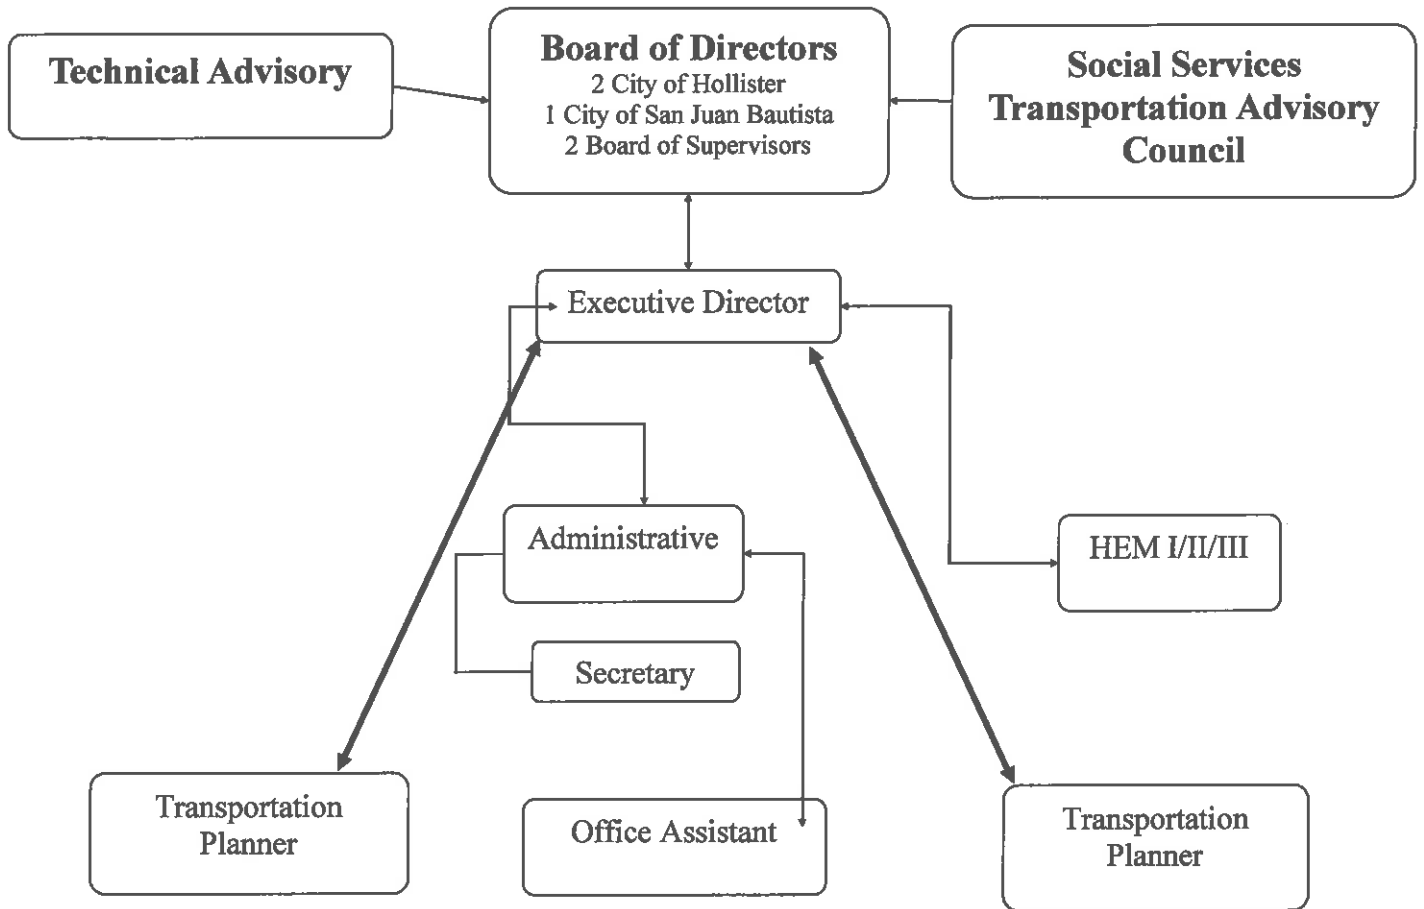 Technical Advisory
Board of Directors
2 City of Hollister
1 City of San Juan Bautista
2 Board of Supervisors
Social Services
Transportation Advisory
Council
Executive Director
Administrative
HEM I/II/III
Secretary
Transportation
Planner
Office Assistant
Transportation
Planner